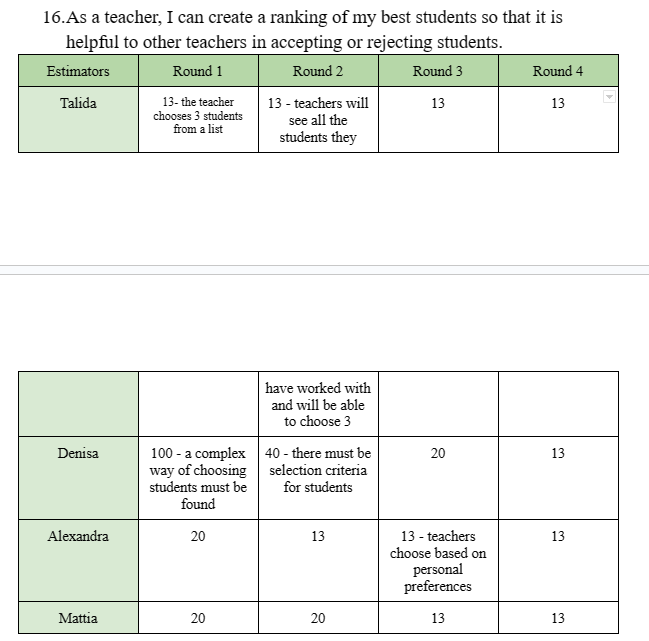 16.As a teacher, I can create a ranking of my best students so that it is
helpful to other teachers in accepting or rejecting students.
Estimators Round 1 Round 2 Round 3 Round 4
Talida
13- the teacher
chooses 3 students
from a list
13 - teachers will
see all the
students they
13
13
have worked with
and will be able
to choose 3
Denisa
100 - a complex
way of choosing
students must be
found
40 - there must be
selection criteria
for students
20
13
Alexandra
20
13
13 - teachers
choose based on
personal
preferences
13
Mattia 20 20 13 13